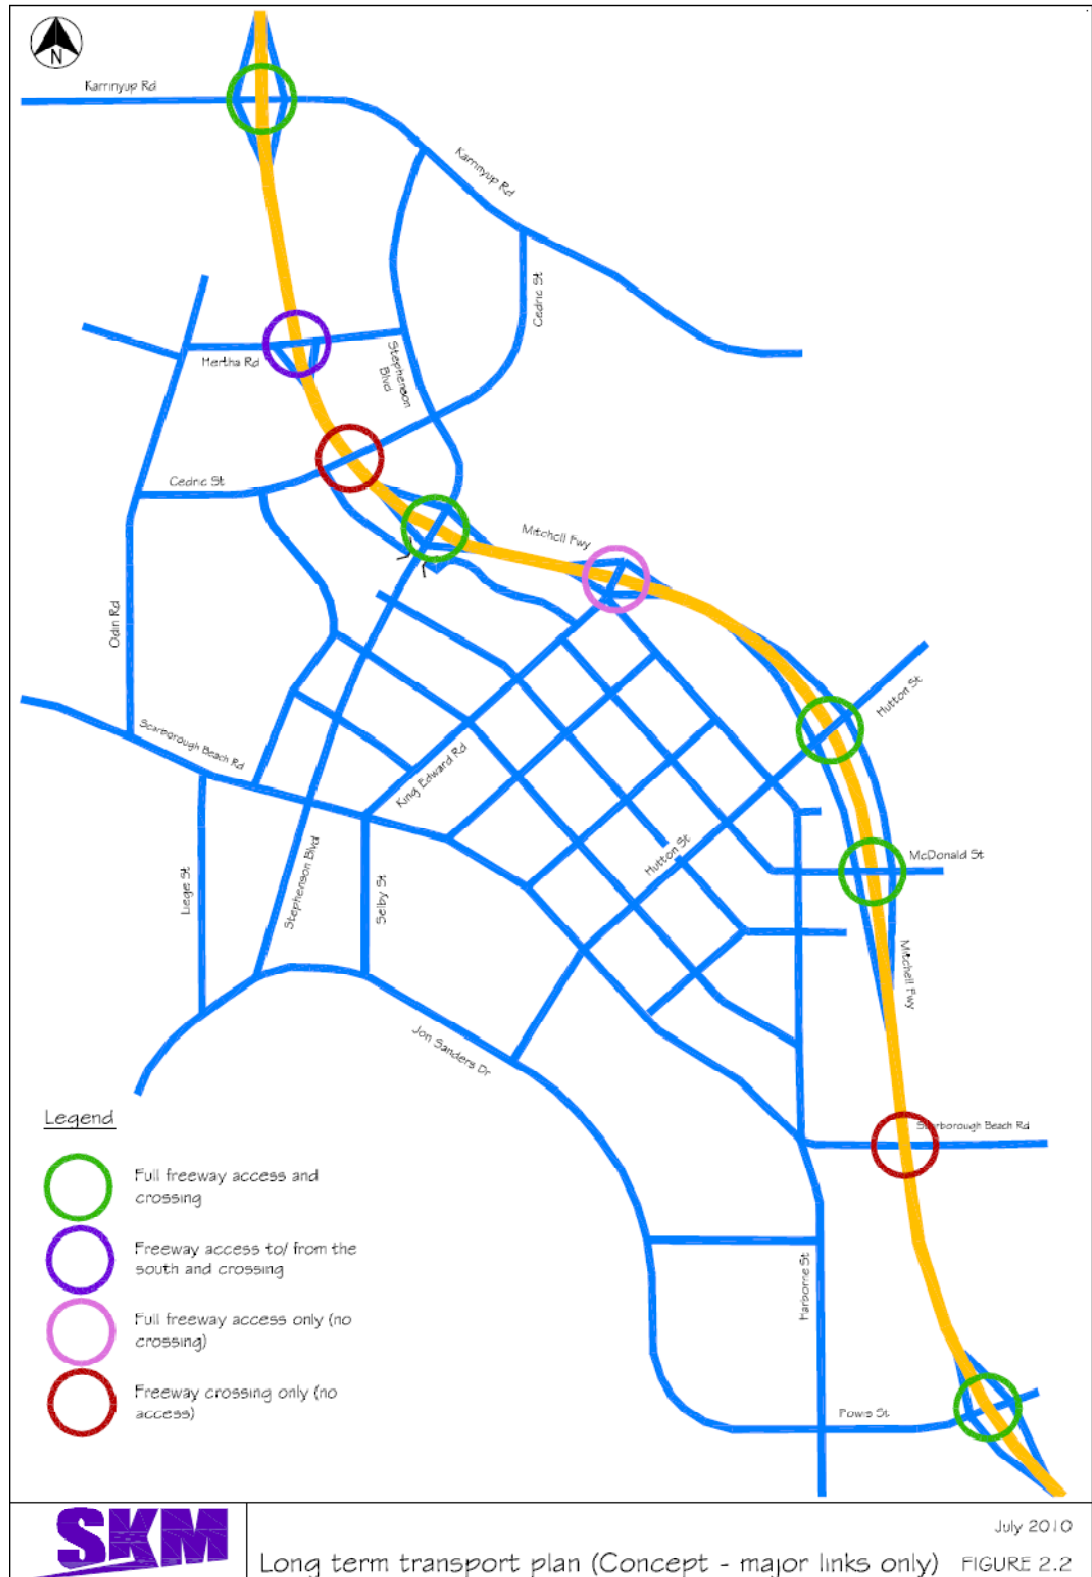 N
Karrinyup Rd
Karrinyup Rd
Cedric St
Hertha Rd
Stephenson
Blvd
Cedric St
Mitchell Fwy
Odin Rd
Hutton St
Scarborough Beach Rd
King Edward Rd
Hutton St
McDonald St
Liege St
Stephenson Blvd
Selby St
Mitchell Fwy
Jon Sanders Dr
Scarborough Beach Rd
Harborne St
Powis St
Legend
Full freeway access and
crossing
Freeway access to/ from the
south and crossing
Full freeway access only (no
crossing)
Freeway crossing only (no
access)
SKM
July 2010
Long term transport plan (Concept - major links only) FIGURE 2.2